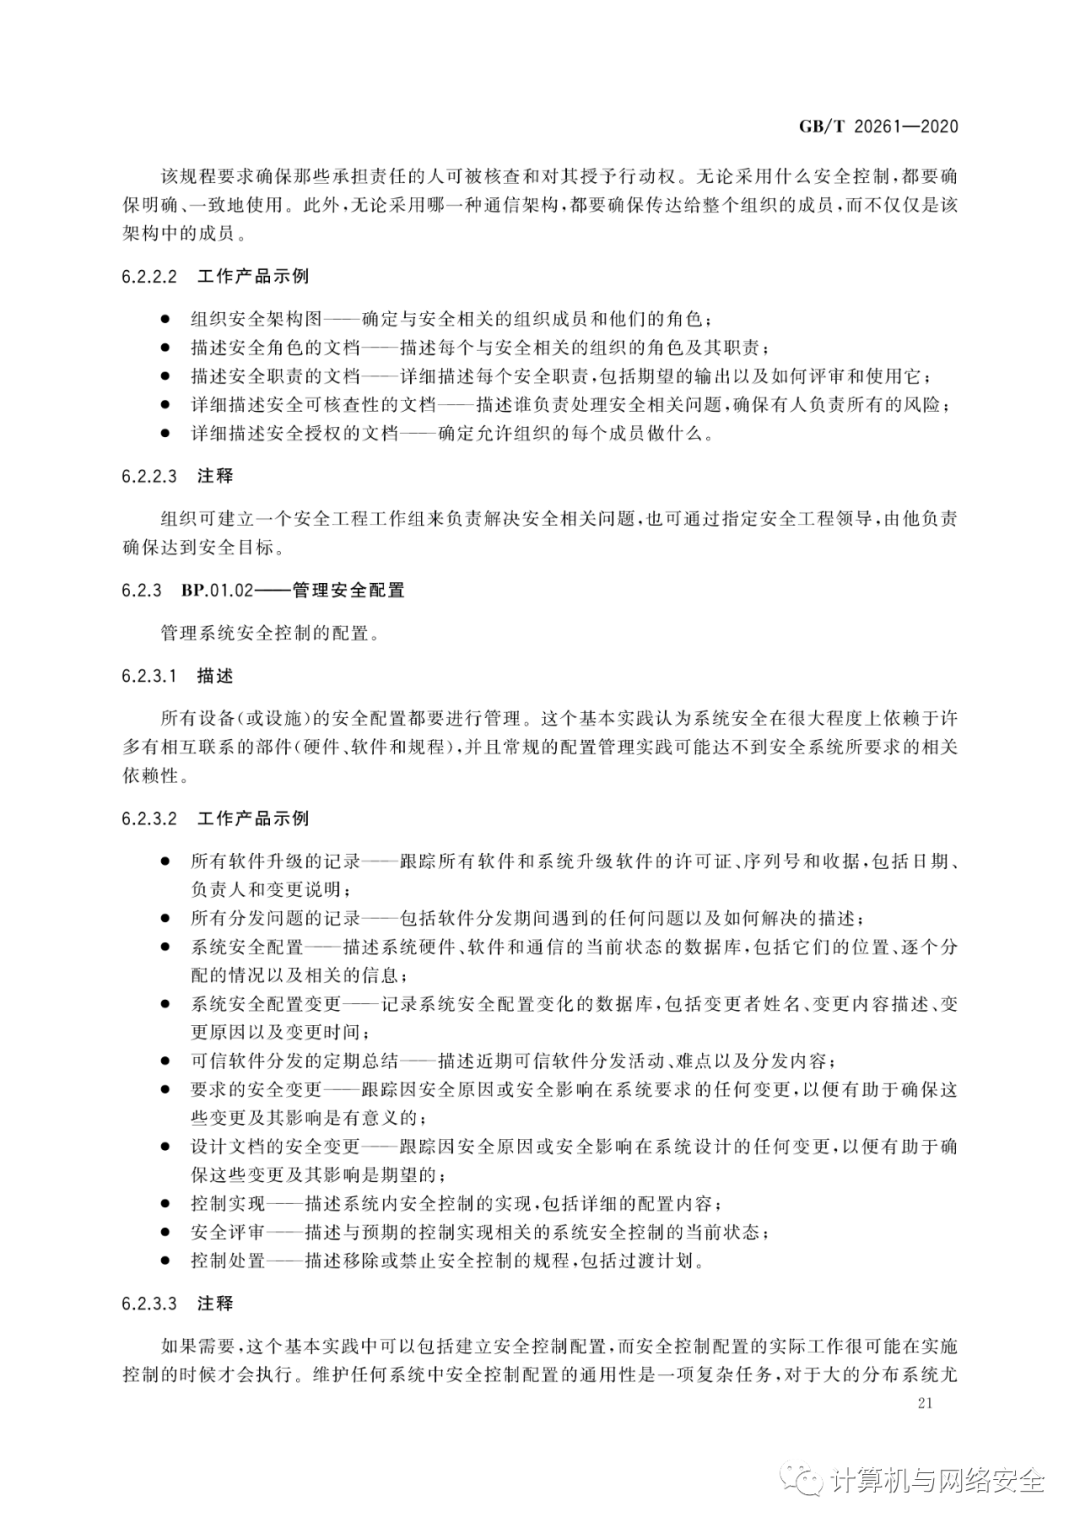 GB/T 20261—2020
该规程要求确保那些承担责任的人可被核查和对其授予行动权。无论采用什么安全控制,都要确
保明确、一致地使用。此外,无论采用哪一种通信架构,都要确保传达给整个组织的成员,而不仅仅是该
架构中的成员。
6.2.2.2 工作产品示例
● 组织安全架构图——确定与安全相关的组织成员和他们的角色;
● 描述安全角色的文档——描述每个与安全相关的组织的角色及其职责;
● 描述安全职责的文档——详细描述每个安全职责,包括期望的输出以及如何评审和使用它;
● 详细描述安全可核查性的文档——描述谁负责处理安全相关问题,确保有人负责所有的风险;
● 详细描述安全授权的文档——确定允许组织的每个成员做什么。
6.2.2.3 注释
组织可建立一个安全工程工作组来负责解决安全相关问题,也可通过指定安全工程领导,由他负责
确保达到安全目标。
6.2.3 BP.01.02——管理安全配置
管理系统安全控制的配置。
6.2.3.1 描述
所有设备(或设施)的安全配置都要进行管理。这个基本实践认为系统安全在很大程度上依赖于许
多有相互联系的部件(硬件、软件和规程),并且常规的配置管理实践可能达不到安全系统所要求的相关
依赖性。
6.2.3.2 工作产品示例
● 所有软件升级的记录——跟踪所有软件和系统升级软件的许可证、序列号和收据,包括日期、
负责人和变更说明;
● 所有分发问题的记录——包括软件分发期间遇到的任何问题以及如何解决的描述;
● 系统安全配置——描述系统硬件、软件和通信的当前状态的数据库,包括它们的位置、逐个分
配的情况以及相关的信息;
● 系统安全配置变更——记录系统安全配置变化的数据库,包括变更者姓名、变更内容描述、变
更原因以及变更时间;
● 可信软件分发的定期总结——描述近期可信软件分发活动、难点以及分发内容;
● 要求的安全变更——跟踪因安全原因或安全影响在系统要求的任何变更,以便有助于确保这
些变更及其影响是有意义的;
● 设计文档的安全变更——跟踪因安全原因或安全影响在系统设计的任何变更,以便有助于确
保这些变更及其影响是期望的;
● 控制实现——描述系统内安全控制的实现,包括详细的配置内容;
● 安全评审——描述与预期的控制实现相关的系统安全控制的当前状态;
● 控制处置——描述移除或禁止安全控制的规程,包括过渡计划。
6.2.3.3 注释
如果需要,这个基本实践中可以包括建立安全控制配置,而安全控制配置的实际工作很可能在实施
控制的时候才会执行。维护任何系统中安全控制配置的通用性是一项复杂任务,对于大的分布系统尤
21
计算机与网络安全